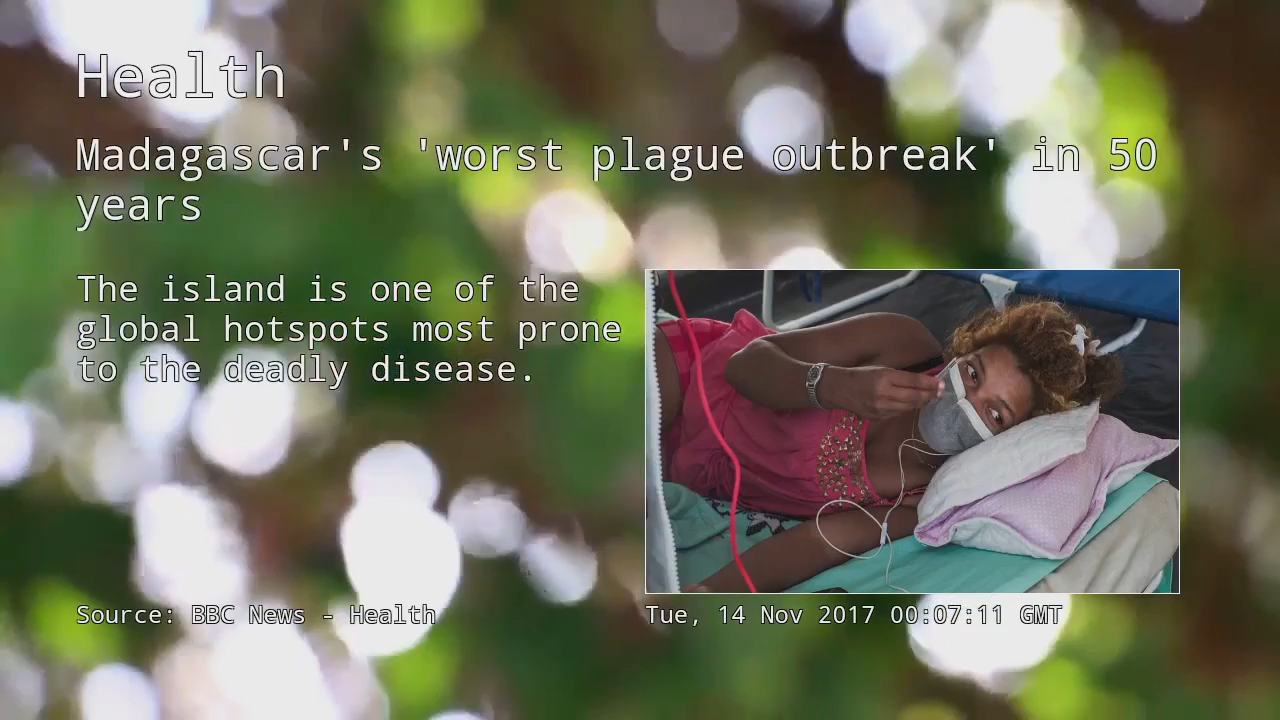 Health
Madagascar's 'worst plague outbreak' in 50
years
The island is one of the
global hotspots most prone
to the deadly disease.
Source: BBC News - Health
Tue, 14 Nov 2017 00:07:11 GMT